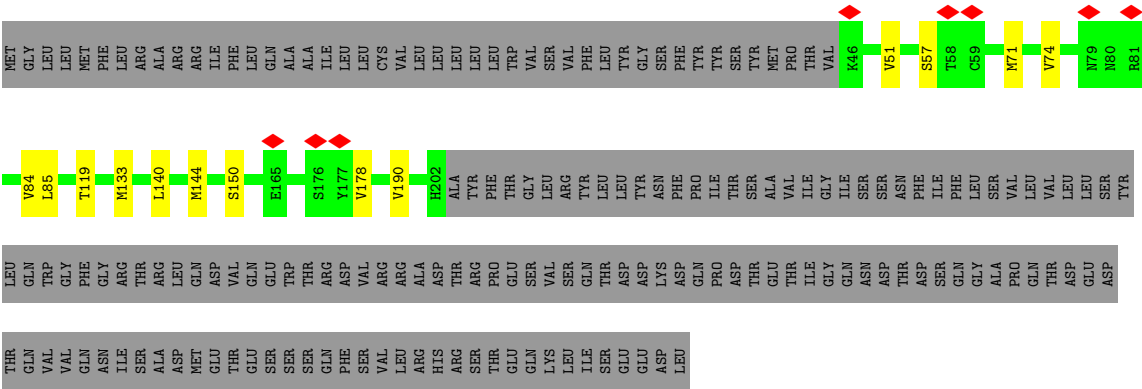 MET GLY LEU LEU MET PHE LEU ARG ALA ARG ARG ILE PHE LEU GLN ALA ALA ILE LEU LEU CYS VAL LEU LEU LEU LEU LEU TRP VAL SER VAL PHE LEU TYR GLY SER PHE TYR TYR SER TYR MET PRO THR VAL K46 V51 S57 T58 C59 M71 V74 N79 N80 R81
V84 L85 T119 M133 L140 M144 S150 E165 S176 Y177 V178 V190 H202 ALA TYR PHE THR GLY LEU ARG TYR LEU LEU TYR ASN PHE PRO ILE THR SER ALA VAL ILE GLY ILE SER SER ASN PHE ILE PHE LEU SER VAL LEU VAL LEU LEU SER TYR
LEU GLN TRP GLY PHE GLY ARG THR ARG LEU GLN ASP VAL GLN GLU TRP THR ARG ASP VAL ARG ARG ALA ASP THR ARG PRO GLU SER VAL SER GLN THR ASP ASP LYS ASP GLN PRO ASP THR GLU THR ILE GLY GLN ASN ASP THR ASP SER GLN GLY ALA PRO GLN THR ASP GLU ASP
THR GLN VAL VAL GLN ASN ILE SER ALA ASP MET GLU THR GLU SER SER SER GLN PHE SER VAL LEU ARG HIS ARG SER THR GLU GLN LYS LEU ILE SER GLU GLU ASP LEU